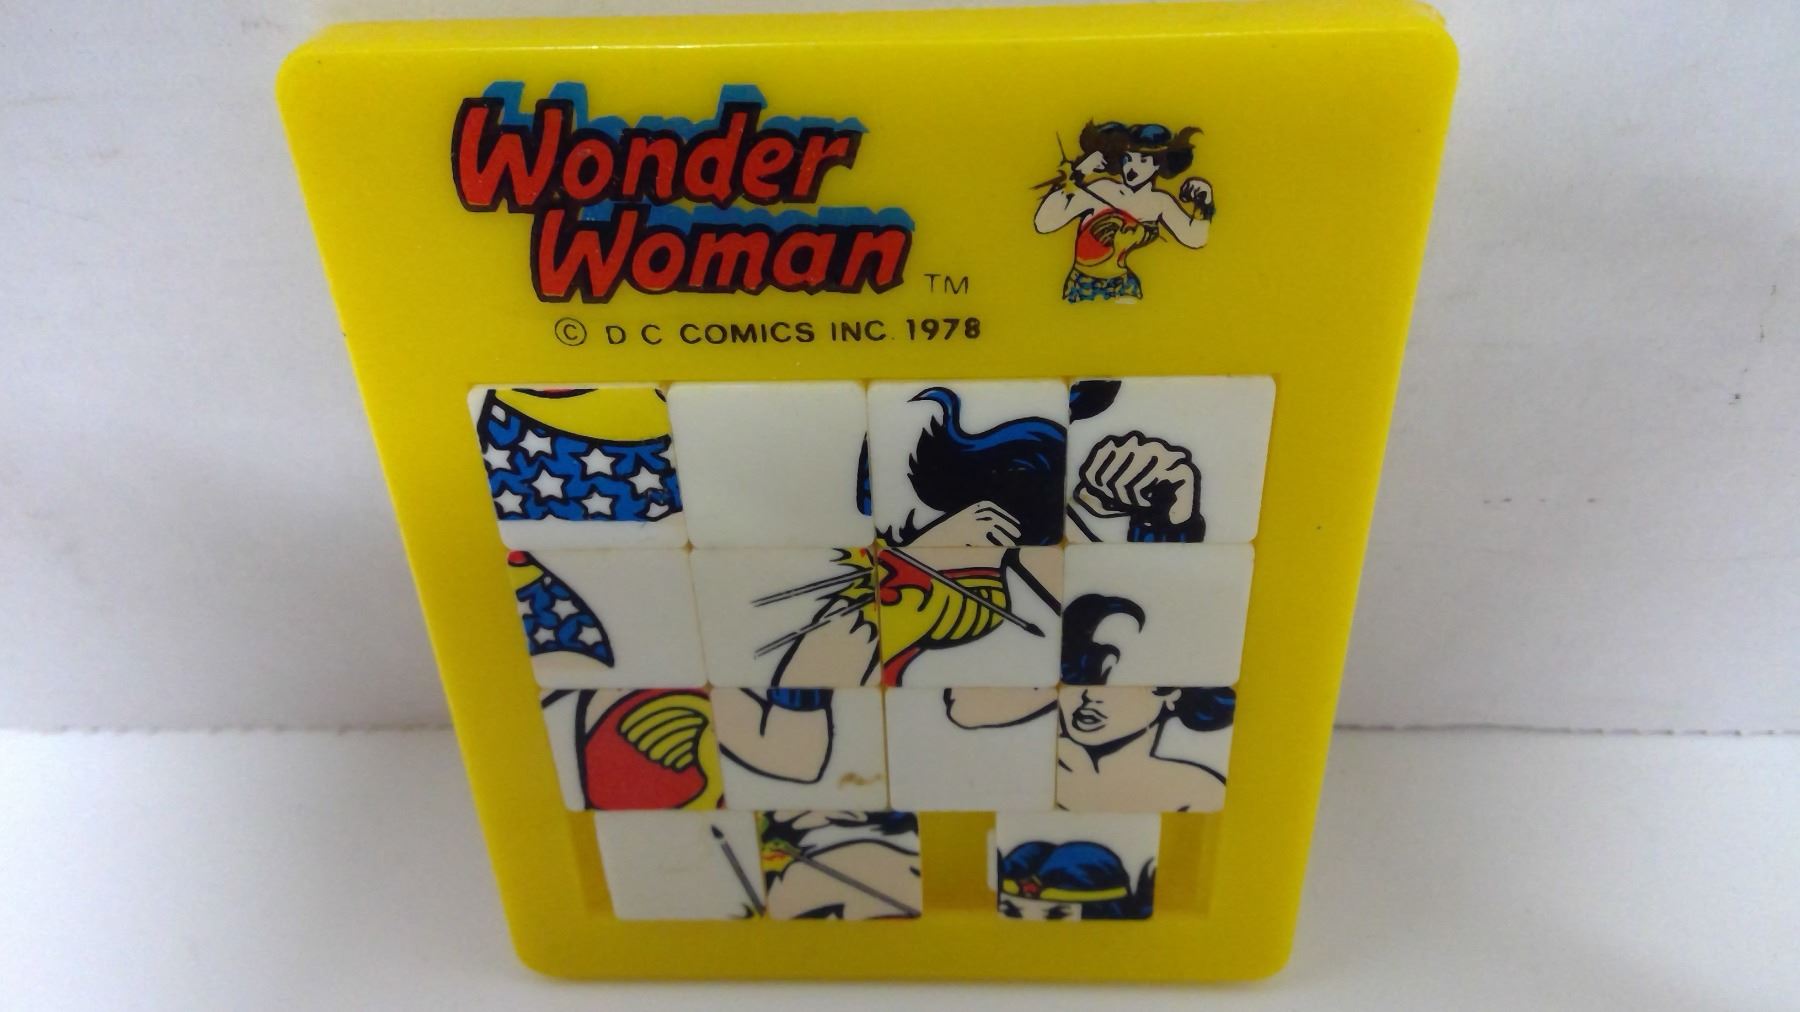 Wonder
Woman TM
© D C COMICS INC. 1978